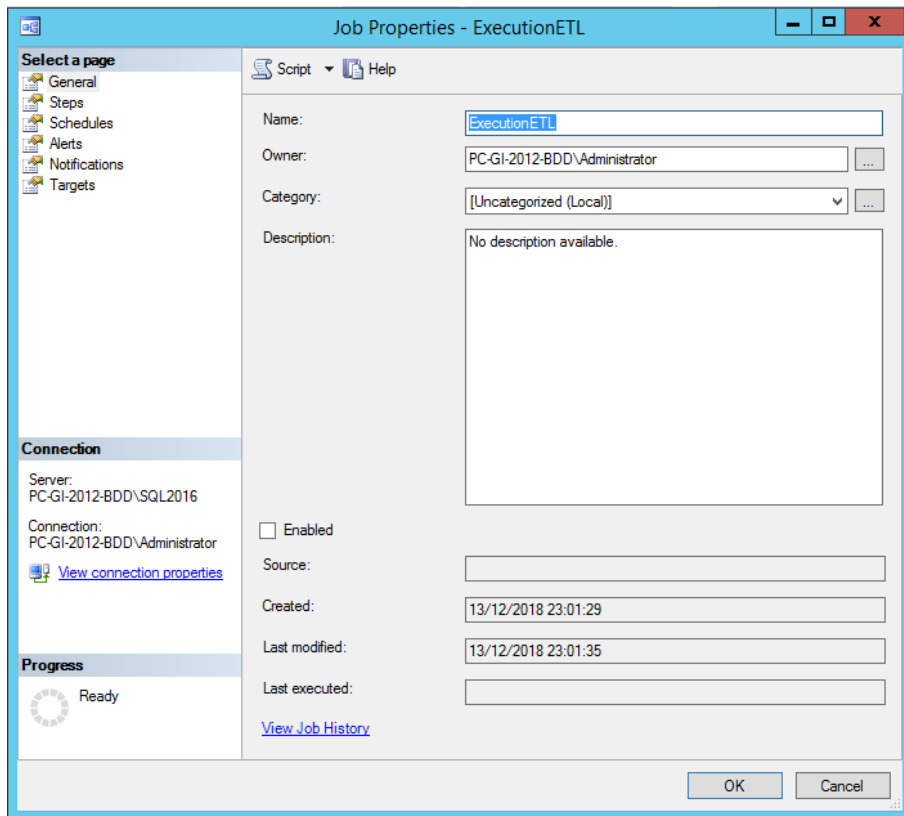 Job Properties - ExecutionETL
Select a page
General
Steps
Schedules
Alerts
Notifications
Targets
Script
Help
Name:
ExecutionETL
Owner:
PC-GI-2012-BDD\Administrator
...
Category:
[Uncategorized (Local)]
...
Description:
No description available.
Connection
Server:
PC-GI-2012-BDD\SQL2016
Connection:
PC-GI-2012-BDD\Administrator
View connection properties
Progress
Ready
Enabled
Source:
Created:
13/12/2018 23:01:29
Last modified:
13/12/2018 23:01:35
Last executed:
View Job History
OK
Cancel